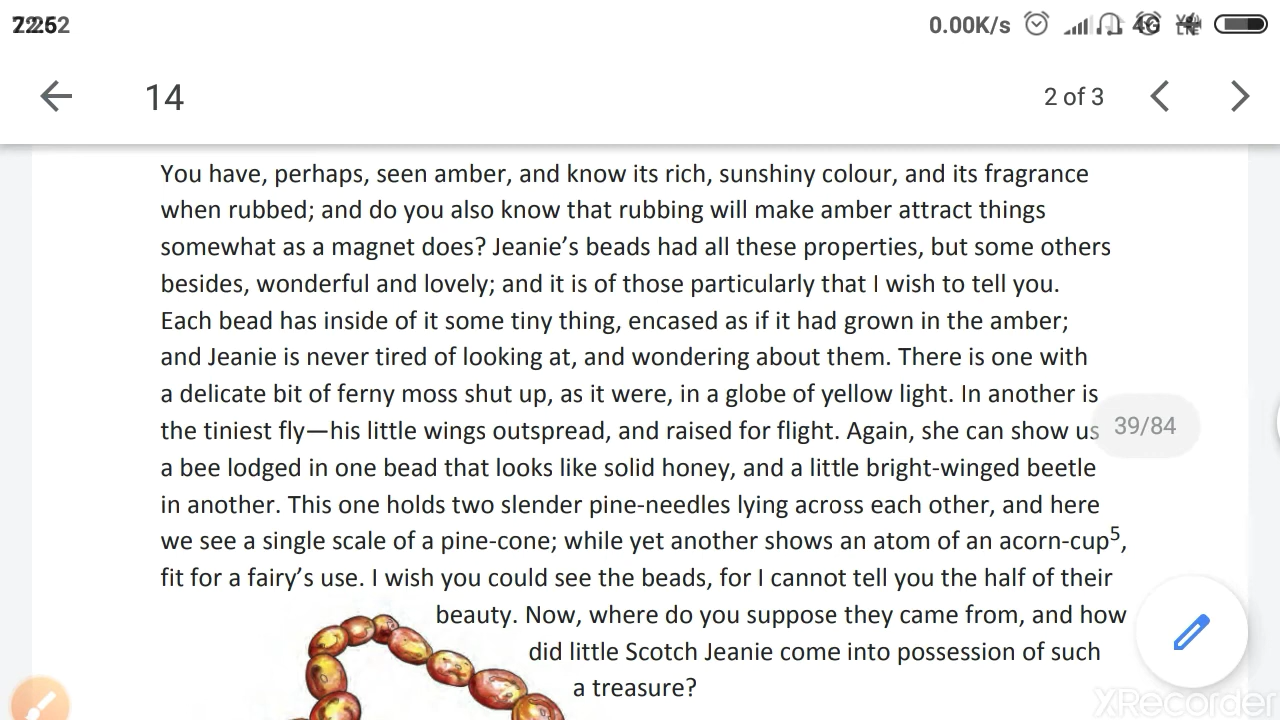 0.00K/s 4G
14
2 of 3
You have, perhaps, seen amber, and know its rich, sunshiny colour, and its fragrance
when rubbed; and do you also know that rubbing will make amber attract things
somewhat as a magnet does? Jeanie’s beads had all these properties, but some others
besides, wonderful and lovely; and it is of those particularly that I wish to tell you.
Each bead has inside of it some tiny thing, encased as if it had grown in the amber;
and Jeanie is never tired of looking at, and wondering about them. There is one with
a delicate bit of ferny moss shut up, as it were, in a globe of yellow light. In another is
the tiniest fly—his little wings outspread, and raised for flight. Again, she can show us
39/84
a bee lodged in one bead that looks like solid honey, and a little bright-winged beetle
in another. This one holds two slender pine-needles lying across each other, and here
we see a single scale of a pine-cone; while yet another shows an atom of an acorn-cup⁵,
fit for a fairy’s use. I wish you could see the beads, for I cannot tell you the half of their
beauty. Now, where do you suppose they came from, and how
did little Scotch Jeanie come into possession of such
a treasure?
XRecorder